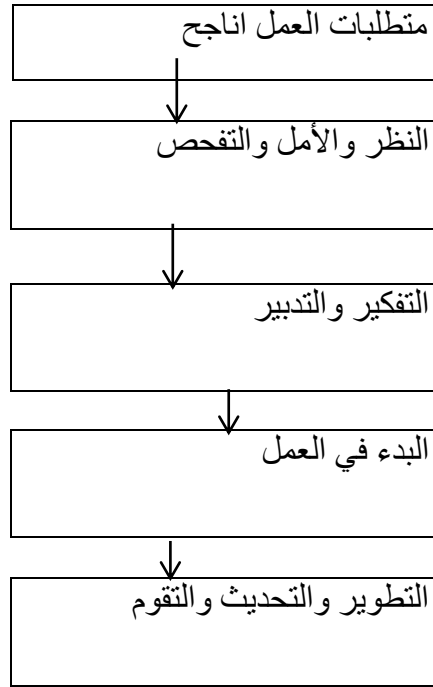 متطلبات العمل اناجح
النظر والأمل والتفحص
التفكير والتدبير
البدء في العمل
التطوير والتحديث والتقوم